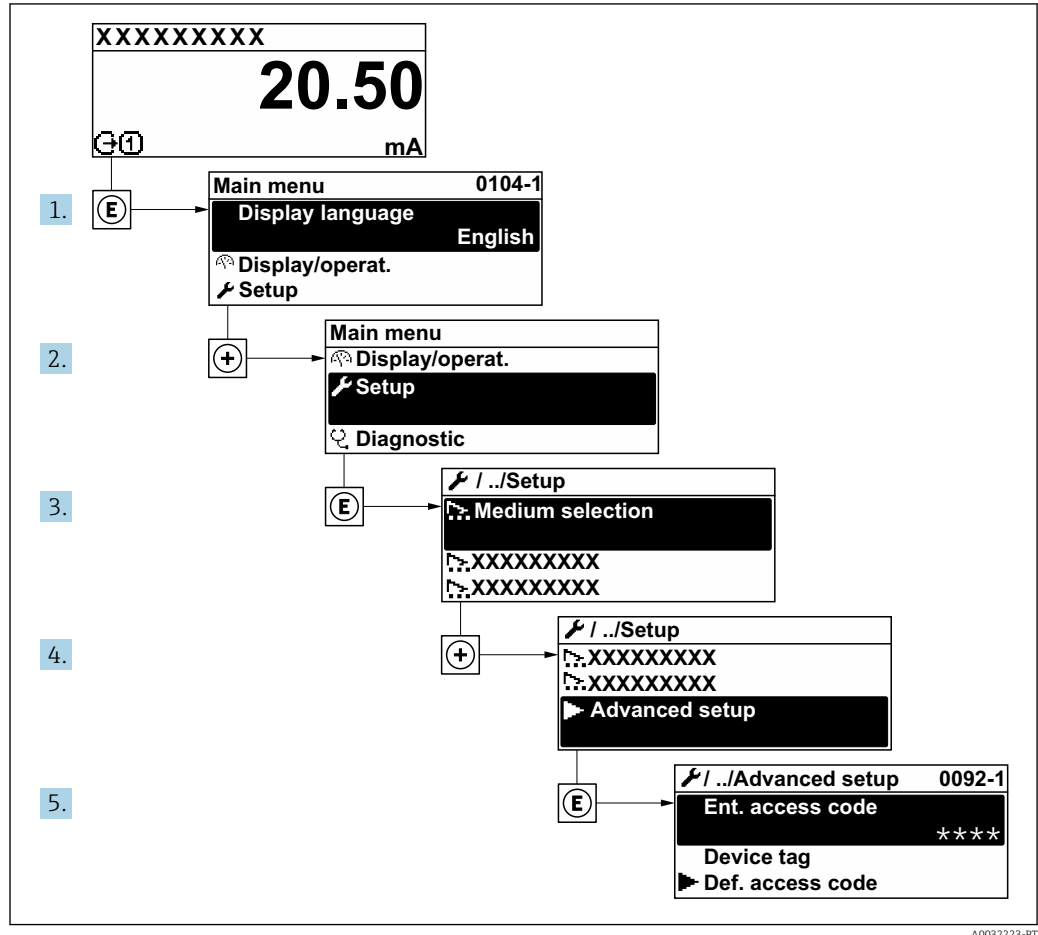 XXXXXXXXX
20.50
mA
1.
E
Main menu 0104-1
Display language
English
Display/operat.
Setup
2.
+
Main menu
Display/operat.
Setup
Diagnostic
3.
E
/ ../Setup
Medium selection
XXXXXXXXX
XXXXXXXXX
4.
+
/ ../Setup
XXXXXXXXX
XXXXXXXXX
Advanced setup
5.
E
/ ../Advanced setup 0092-1
Ent. access code
****
Device tag
Def. access code
A0032223-PT